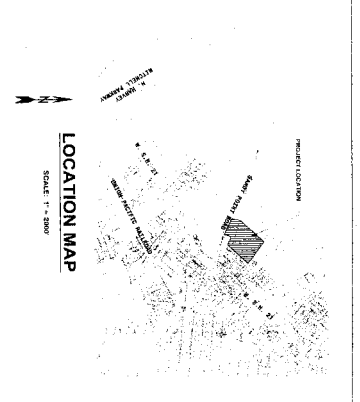 PROJECT LOCATION
SANDY POINT ROAD
W. S.H. 21
W. S.H. 21
UNION PACIFIC RAILROAD
N. HARVEY
MITCHELL PARKWAY
N
LOCATION MAP
SCALE: 1" = 2000'